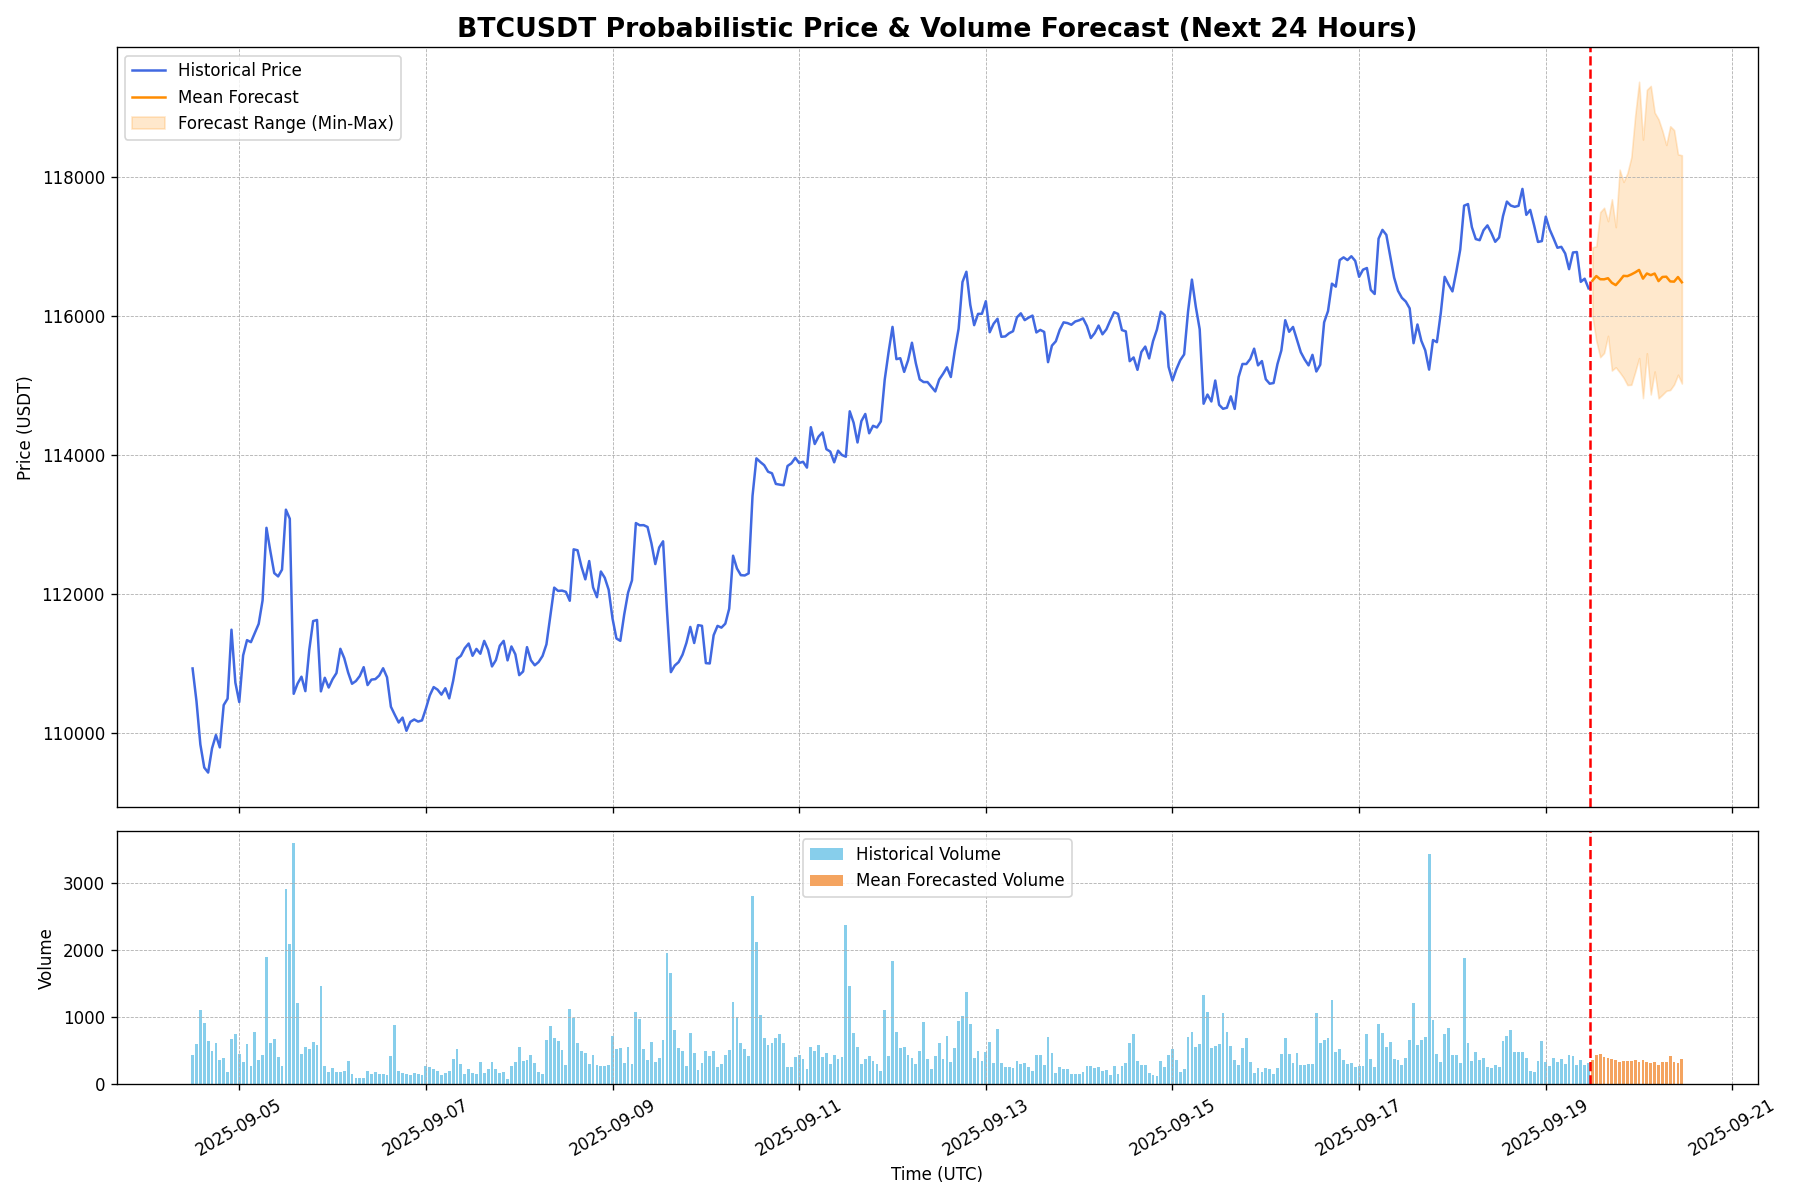 BTCUSDT Probabilistic Price & Volume Forecast (Next 24 Hours)
Historical Price
Mean Forecast
Forecast Range (Min-Max)
Price (USDT)
118000
116000
114000
112000
110000
Historical Volume
Mean Forecasted Volume
Volume
3000
2000
1000
0
2025-09-05
2025-09-07
2025-09-09
2025-09-11
2025-09-13
2025-09-15
2025-09-17
2025-09-19
2025-09-21
Time (UTC)